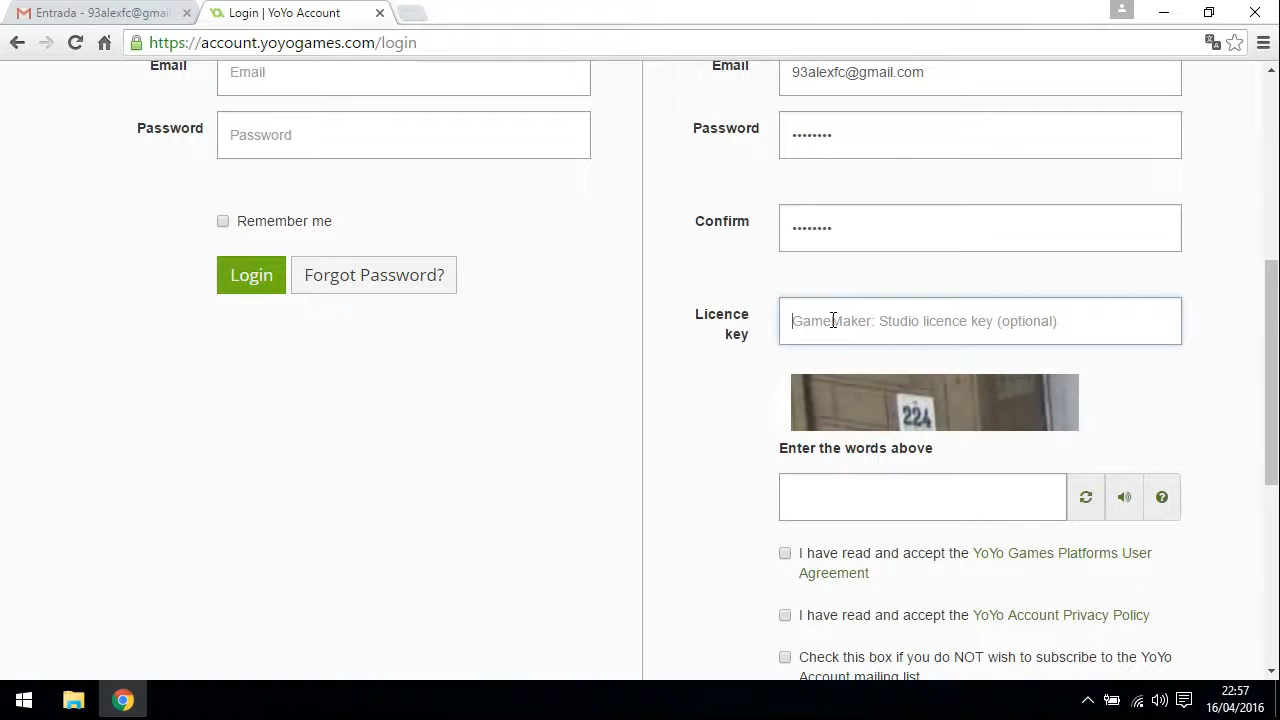 Entrada - 93alexfc@gmai
Login | YoYo Account
https://account.yoyogames.com/login
Email
Email
Password
Password
Remember me
Login
Forgot Password?
Email
93alexfc@gmail.com
Password
••••••••
Confirm
••••••••
Licence
key
GameMaker: Studio licence key (optional)
224
Enter the words above
I have read and accept the YoYo Games Platforms User
Agreement
I have read and accept the YoYo Account Privacy Policy
Check this box if you do NOT wish to subscribe to the YoYo
Account mailing list
22:57
16/04/2016